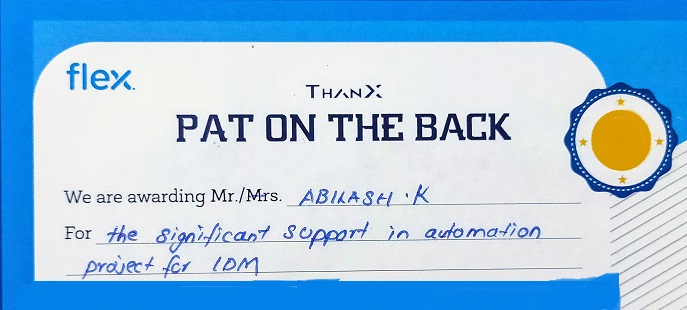 flex.
THANX
PAT ON THE BACK
We are awarding Mr./Mrs. ABILASH .K
For the significant support in automation
project for IDM